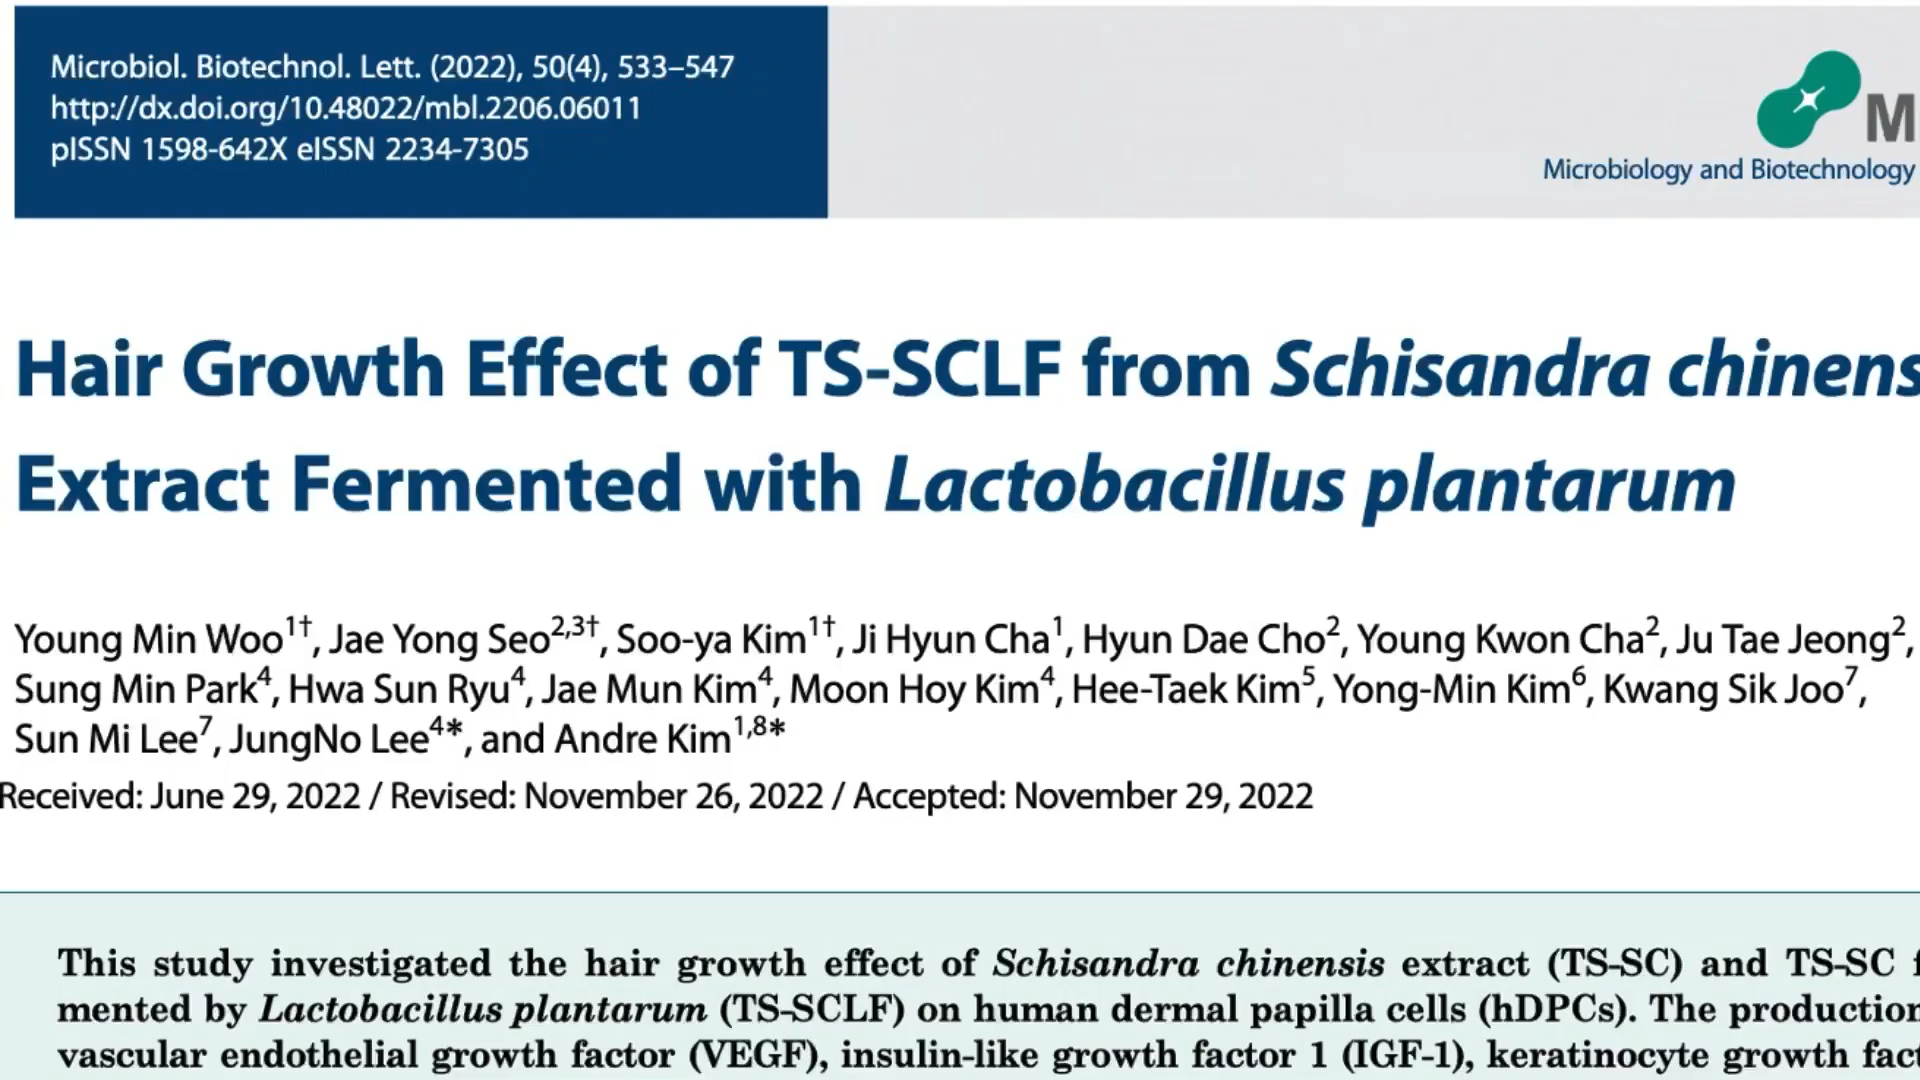 Microbiol. Biotechnol. Lett. (2022), 50(4), 533–547
http://dx.doi.org/10.48022/mbl.2206.06011
pISSN 1598-642X eISSN 2234-7305
M
Microbiology and Biotechnology
Hair Growth Effect of TS-SCLF from Schisandra chinens
Extract Fermented with Lactobacillus plantarum
Young Min Woo1†, Jae Yong Seo2,3†, Soo-ya Kim1†, Ji Hyun Cha1, Hyun Dae Cho2, Young Kwon Cha2, Ju Tae Jeong2,
Sung Min Park4, Hwa Sun Ryu4, Jae Mun Kim4, Moon Hoy Kim4, Hee-Taek Kim5, Yong-Min Kim6, Kwang Sik Joo7,
Sun Mi Lee7, JungNo Lee4*, and Andre Kim1,8*
Received: June 29, 2022 / Revised: November 26, 2022 / Accepted: November 29, 2022
This study investigated the hair growth effect of Schisandra chinensis extract (TS-SC) and TS-SC f
mented by Lactobacillus plantarum (TS-SCLF) on human dermal papilla cells (hDPCs). The production
vascular endothelial growth factor (VEGF), insulin-like growth factor 1 (IGF-1), keratinocyte growth fact